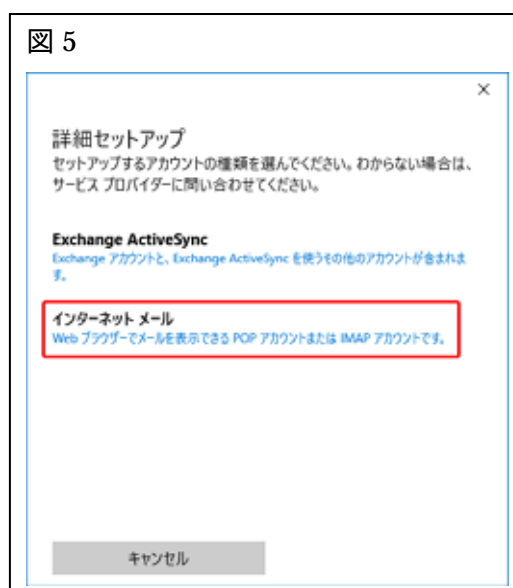 図 5
×
詳細セットアップ
セットアップするアカウントの種類を選んでください。わからない場合は、
サービス プロバイダーに問い合わせてください。
Exchange ActiveSync
Exchange アカウントと、Exchange ActiveSync を使うその他のアカウントが含まれま
す。
インターネット メール
Web ブラウザーでメールを表示できる POP アカウントまたは IMAP アカウントです。
キャンセル